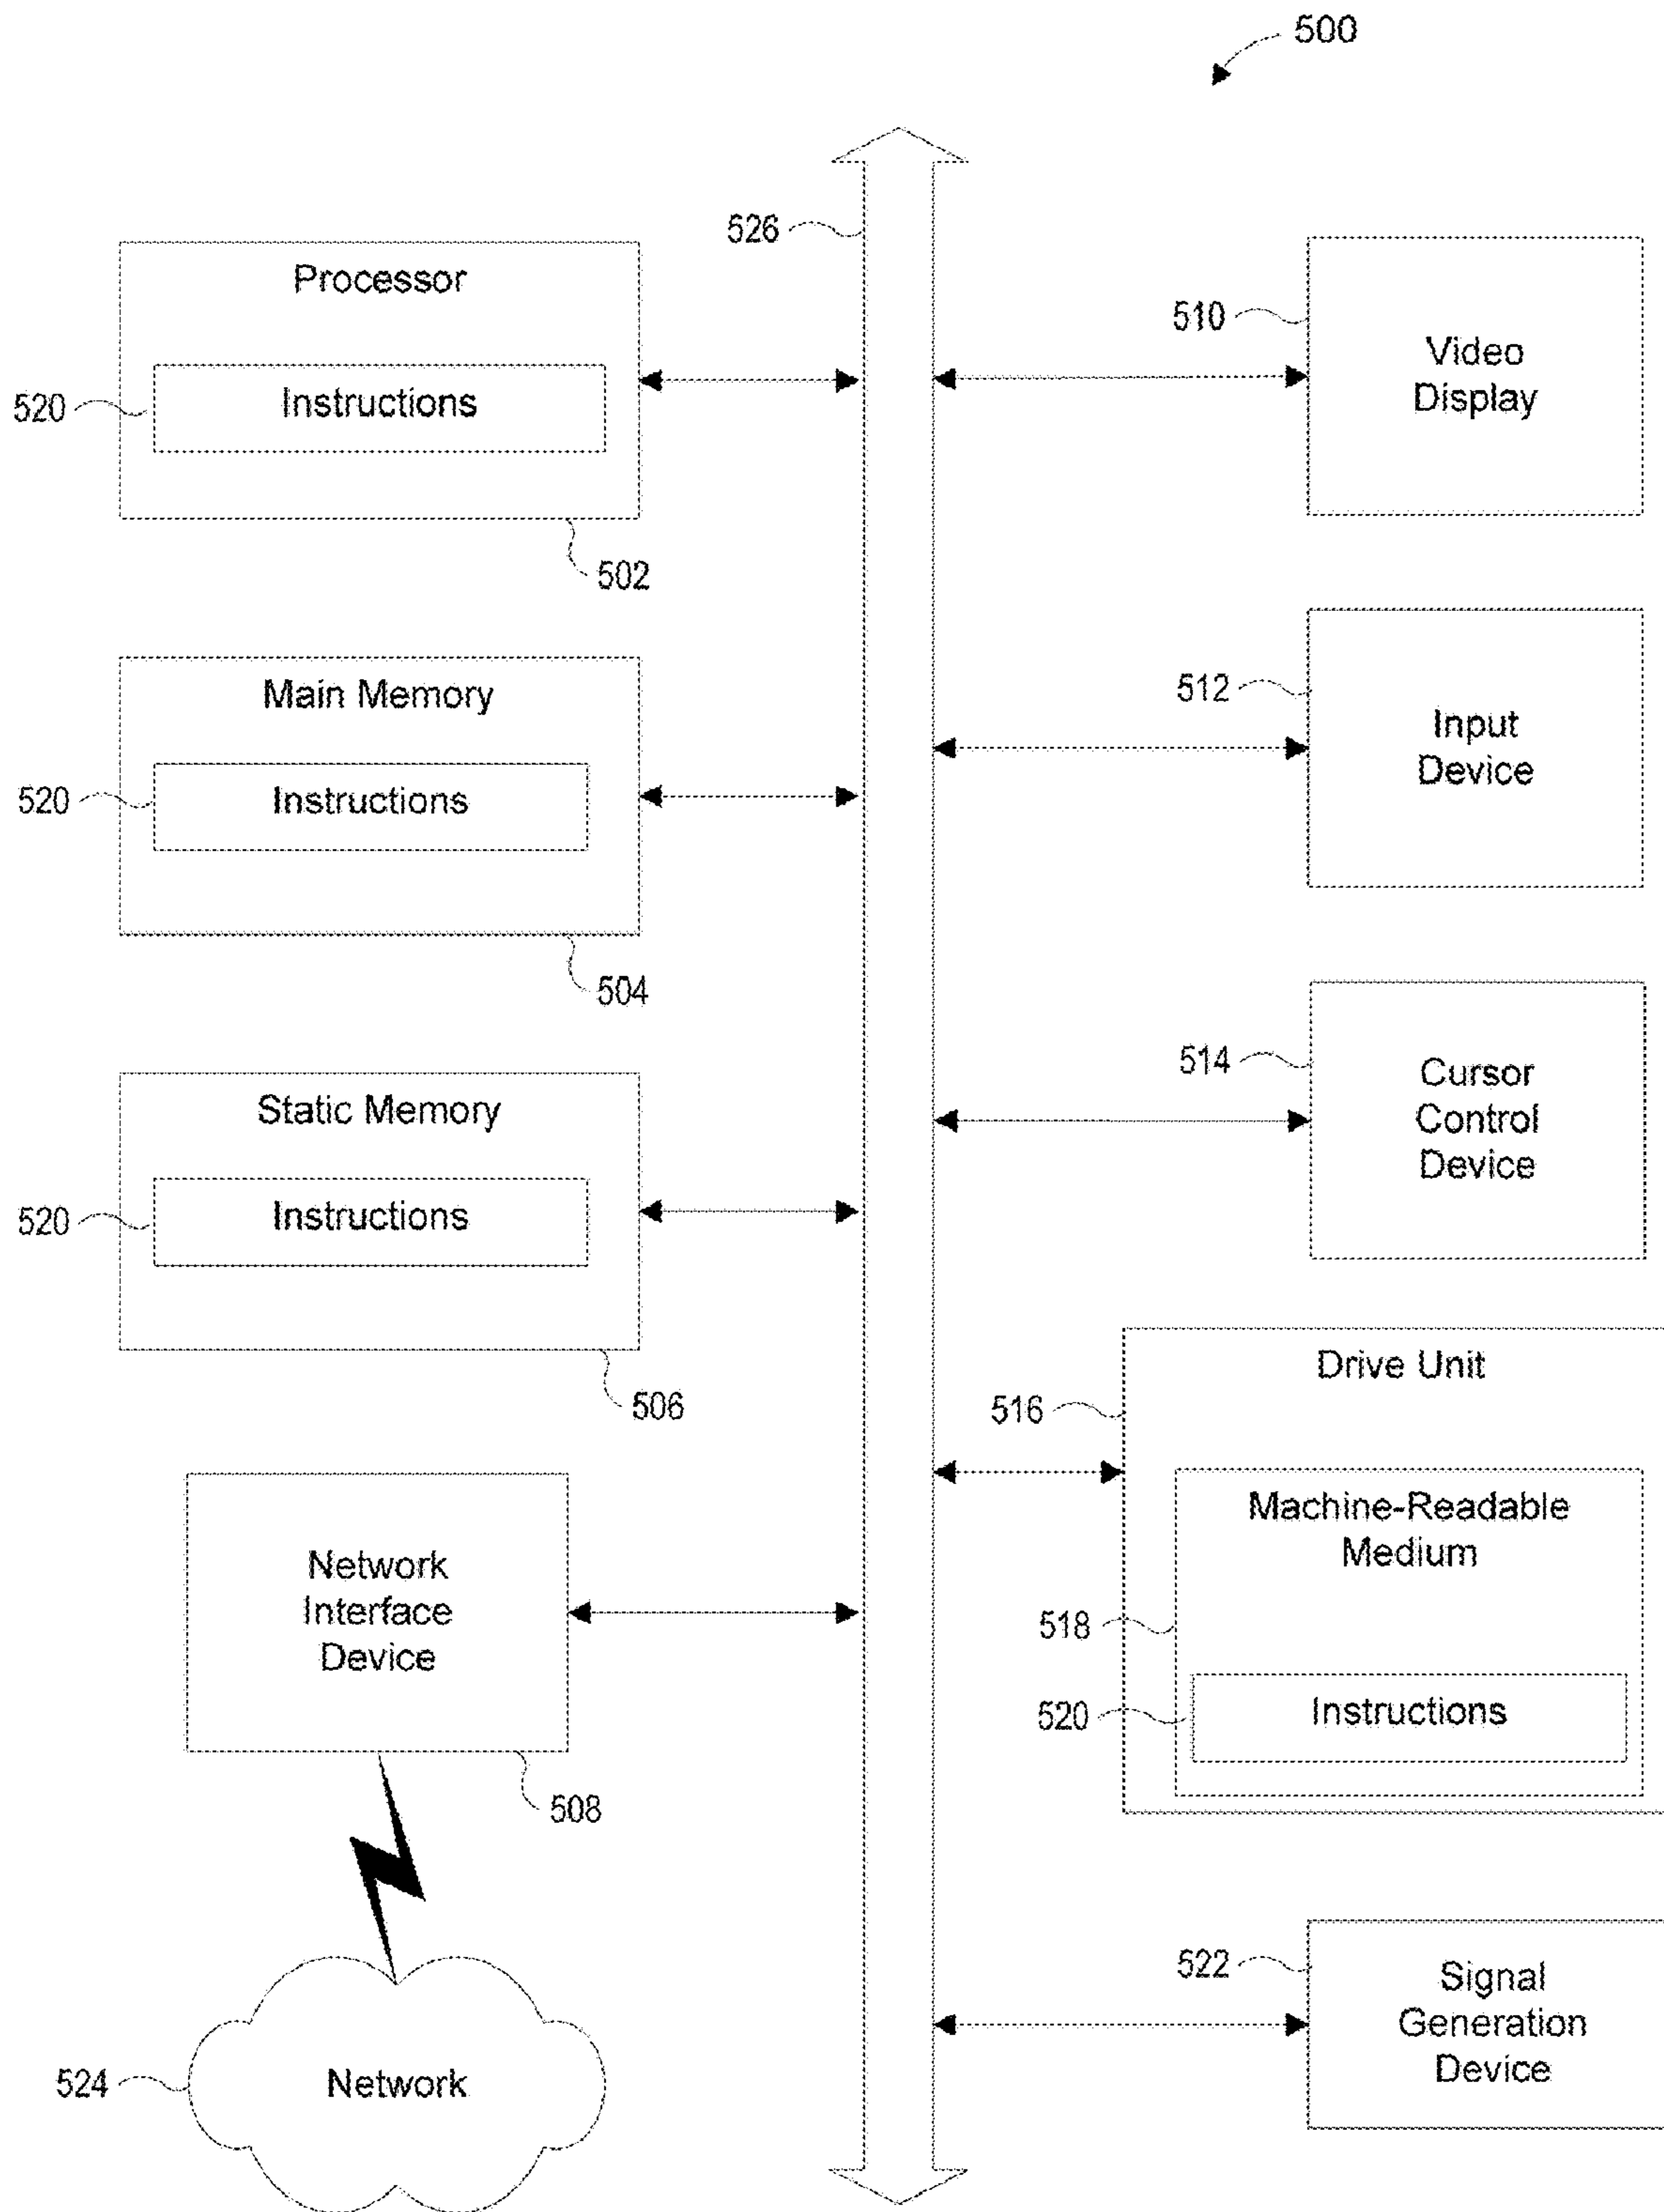 500
526
Processor
520
Instructions
502
Main Memory
520
Instructions
504
Static Memory
520
Instructions
506
Network
Interface
Device
508
524
Network
510
Video
Display
512
Input
Device
514
Cursor
Control
Device
Drive Unit
516
Machine-Readable
Medium
518
520
Instructions
522
Signal
Generation
Device